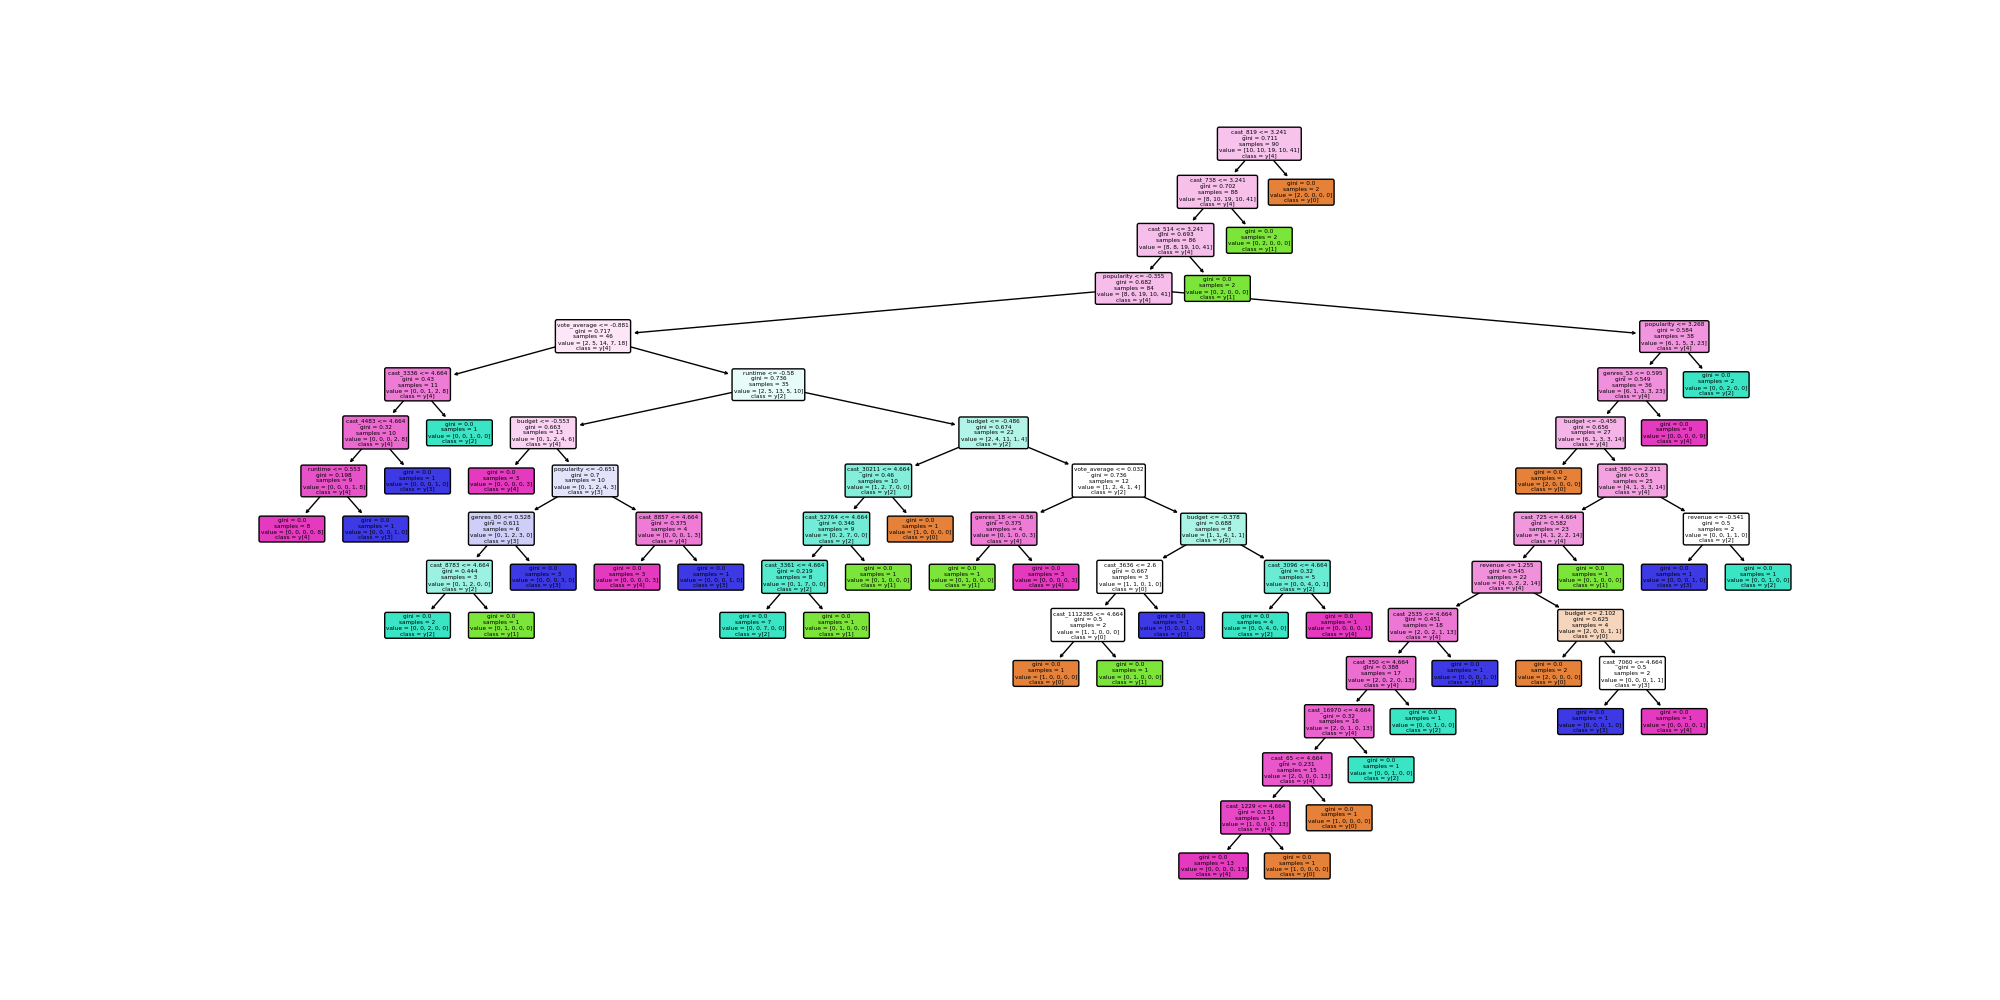 cast_819 <= 3.241
gini = 0.711
samples = 90
value = [10, 10, 19, 10, 41]
class = y[4]
cast_738 <= 3.241
gini = 0.702
samples = 88
value = [8, 10, 19, 10, 41]
class = y[4]
gini = 0.0
samples = 2
value = [2, 0, 0, 0, 0]
class = y[0]
cast_514 <= 3.241
gini = 0.693
samples = 86
value = [8, 8, 19, 10, 41]
class = y[4]
gini = 0.0
samples = 2
value = [0, 2, 0, 0, 0]
class = y[1]
popularity <= -0.355
gini = 0.682
samples = 84
value = [8, 6, 19, 10, 41]
class = y[4]
gini = 0.0
samples = 2
value = [0, 2, 0, 0, 0]
class = y[1]
vote_average <= -0.881
gini = 0.717
samples = 46
value = [2, 5, 14, 7, 18]
class = y[4]
popularity <= 3.268
gini = 0.584
samples = 38
value = [6, 1, 5, 3, 23]
class = y[4]
cast_3336 <= 4.664
gini = 0.43
samples = 11
value = [0, 0, 1, 2, 8]
class = y[4]
runtime <= -0.58
gini = 0.736
samples = 35
value = [2, 5, 13, 5, 10]
class = y[2]
genres_53 <= 0.595
gini = 0.549
samples = 36
value = [6, 1, 3, 3, 23]
class = y[4]
gini = 0.0
samples = 2
value = [0, 0, 2, 0, 0]
class = y[2]
cast_4483 <= 4.664
gini = 0.32
samples = 10
value = [0, 0, 0, 2, 8]
class = y[4]
gini = 0.0
samples = 1
value = [0, 0, 1, 0, 0]
class = y[2]
budget <= -0.553
gini = 0.663
samples = 13
value = [0, 1, 2, 4, 6]
class = y[4]
budget <= -0.486
gini = 0.674
samples = 22
value = [2, 4, 11, 1, 4]
class = y[2]
budget <= -0.456
gini = 0.656
samples = 27
value = [6, 1, 3, 3, 14]
class = y[4]
gini = 0.0
samples = 9
value = [0, 0, 0, 0, 9]
class = y[4]
runtime <= 0.553
gini = 0.198
samples = 9
value = [0, 0, 0, 1, 8]
class = y[4]
gini = 0.0
samples = 1
value = [0, 0, 0, 1, 0]
class = y[3]
gini = 0.0
samples = 3
value = [0, 0, 0, 0, 3]
class = y[4]
popularity <= -0.651
gini = 0.7
samples = 10
value = [0, 1, 2, 4, 3]
class = y[3]
cast_30211 <= 4.664
gini = 0.46
samples = 10
value = [1, 2, 7, 0, 0]
class = y[2]
vote_average <= 0.032
gini = 0.736
samples = 12
value = [1, 2, 4, 1, 4]
class = y[2]
gini = 0.0
samples = 2
value = [2, 0, 0, 0, 0]
class = y[0]
cast_380 <= 2.211
gini = 0.63
samples = 25
value = [4, 1, 3, 3, 14]
class = y[4]
gini = 0.0
samples = 8
value = [0, 0, 0, 0, 8]
class = y[4]
gini = 0.0
samples = 1
value = [0, 0, 0, 1, 0]
class = y[3]
genres_80 <= 0.528
gini = 0.611
samples = 6
value = [0, 1, 2, 3, 0]
class = y[3]
cast_8857 <= 4.664
gini = 0.375
samples = 4
value = [0, 0, 0, 1, 3]
class = y[4]
cast_52764 <= 4.664
gini = 0.346
samples = 9
value = [0, 2, 7, 0, 0]
class = y[2]
gini = 0.0
samples = 1
value = [1, 0, 0, 0, 0]
class = y[0]
genres_18 <= -0.56
gini = 0.375
samples = 4
value = [0, 1, 0, 0, 3]
class = y[4]
budget <= -0.378
gini = 0.688
samples = 8
value = [1, 1, 4, 1, 1]
class = y[2]
cast_725 <= 4.664
gini = 0.582
samples = 23
value = [4, 1, 2, 2, 14]
class = y[4]
revenue <= -0.541
gini = 0.5
samples = 2
value = [0, 0, 1, 1, 0]
class = y[2]
cast_8783 <= 4.664
gini = 0.444
samples = 3
value = [0, 1, 2, 0, 0]
class = y[2]
gini = 0.0
samples = 3
value = [0, 0, 0, 3, 0]
class = y[3]
gini = 0.0
samples = 3
value = [0, 0, 0, 0, 3]
class = y[4]
gini = 0.0
samples = 1
value = [0, 0, 0, 1, 0]
class = y[3]
cast_3361 <= 4.664
gini = 0.219
samples = 8
value = [0, 1, 7, 0, 0]
class = y[2]
gini = 0.0
samples = 1
value = [0, 1, 0, 0, 0]
class = y[1]
gini = 0.0
samples = 1
value = [0, 1, 0, 0, 0]
class = y[1]
gini = 0.0
samples = 3
value = [0, 0, 0, 0, 3]
class = y[4]
cast_3636 <= 2.6
gini = 0.667
samples = 3
value = [1, 1, 0, 1, 0]
class = y[0]
cast_3096 <= 4.664
gini = 0.32
samples = 5
value = [0, 0, 4, 0, 1]
class = y[2]
revenue <= 1.255
gini = 0.545
samples = 22
value = [4, 0, 2, 2, 14]
class = y[4]
gini = 0.0
samples = 1
value = [0, 1, 0, 0, 0]
class = y[1]
gini = 0.0
samples = 1
value = [0, 0, 0, 1, 0]
class = y[3]
gini = 0.0
samples = 1
value = [0, 0, 1, 0, 0]
class = y[2]
gini = 0.0
samples = 2
value = [0, 0, 2, 0, 0]
class = y[2]
gini = 0.0
samples = 1
value = [0, 1, 0, 0, 0]
class = y[1]
gini = 0.0
samples = 7
value = [0, 0, 7, 0, 0]
class = y[2]
gini = 0.0
samples = 1
value = [0, 1, 0, 0, 0]
class = y[1]
cast_1112385 <= 4.664
gini = 0.5
samples = 2
value = [1, 1, 0, 0, 0]
class = y[0]
gini = 0.0
samples = 1
value = [0, 0, 0, 1, 0]
class = y[3]
gini = 0.0
samples = 4
value = [0, 0, 4, 0, 0]
class = y[2]
gini = 0.0
samples = 1
value = [0, 0, 0, 0, 1]
class = y[4]
cast_2535 <= 4.664
gini = 0.451
samples = 18
value = [2, 0, 2, 1, 13]
class = y[4]
budget <= 2.102
gini = 0.625
samples = 4
value = [2, 0, 0, 1, 1]
class = y[0]
gini = 0.0
samples = 1
value = [1, 0, 0, 0, 0]
class = y[0]
gini = 0.0
samples = 1
value = [0, 1, 0, 0, 0]
class = y[1]
cast_350 <= 4.664
gini = 0.388
samples = 17
value = [2, 0, 2, 0, 13]
class = y[4]
gini = 0.0
samples = 1
value = [0, 0, 0, 1, 0]
class = y[3]
gini = 0.0
samples = 2
value = [2, 0, 0, 0, 0]
class = y[0]
cast_7060 <= 4.664
gini = 0.5
samples = 2
value = [0, 0, 0, 1, 1]
class = y[3]
cast_16970 <= 4.664
gini = 0.32
samples = 16
value = [2, 0, 1, 0, 13]
class = y[4]
gini = 0.0
samples = 1
value = [0, 0, 1, 0, 0]
class = y[2]
gini = 0.0
samples = 1
value = [0, 0, 0, 1, 0]
class = y[3]
gini = 0.0
samples = 1
value = [0, 0, 0, 0, 1]
class = y[4]
cast_65 <= 4.664
gini = 0.231
samples = 15
value = [2, 0, 0, 0, 13]
class = y[4]
gini = 0.0
samples = 1
value = [0, 0, 1, 0, 0]
class = y[2]
cast_1229 <= 4.664
gini = 0.133
samples = 14
value = [1, 0, 0, 0, 13]
class = y[4]
gini = 0.0
samples = 1
value = [1, 0, 0, 0, 0]
class = y[0]
gini = 0.0
samples = 13
value = [0, 0, 0, 0, 13]
class = y[4]
gini = 0.0
samples = 1
value = [1, 0, 0, 0, 0]
class = y[0]